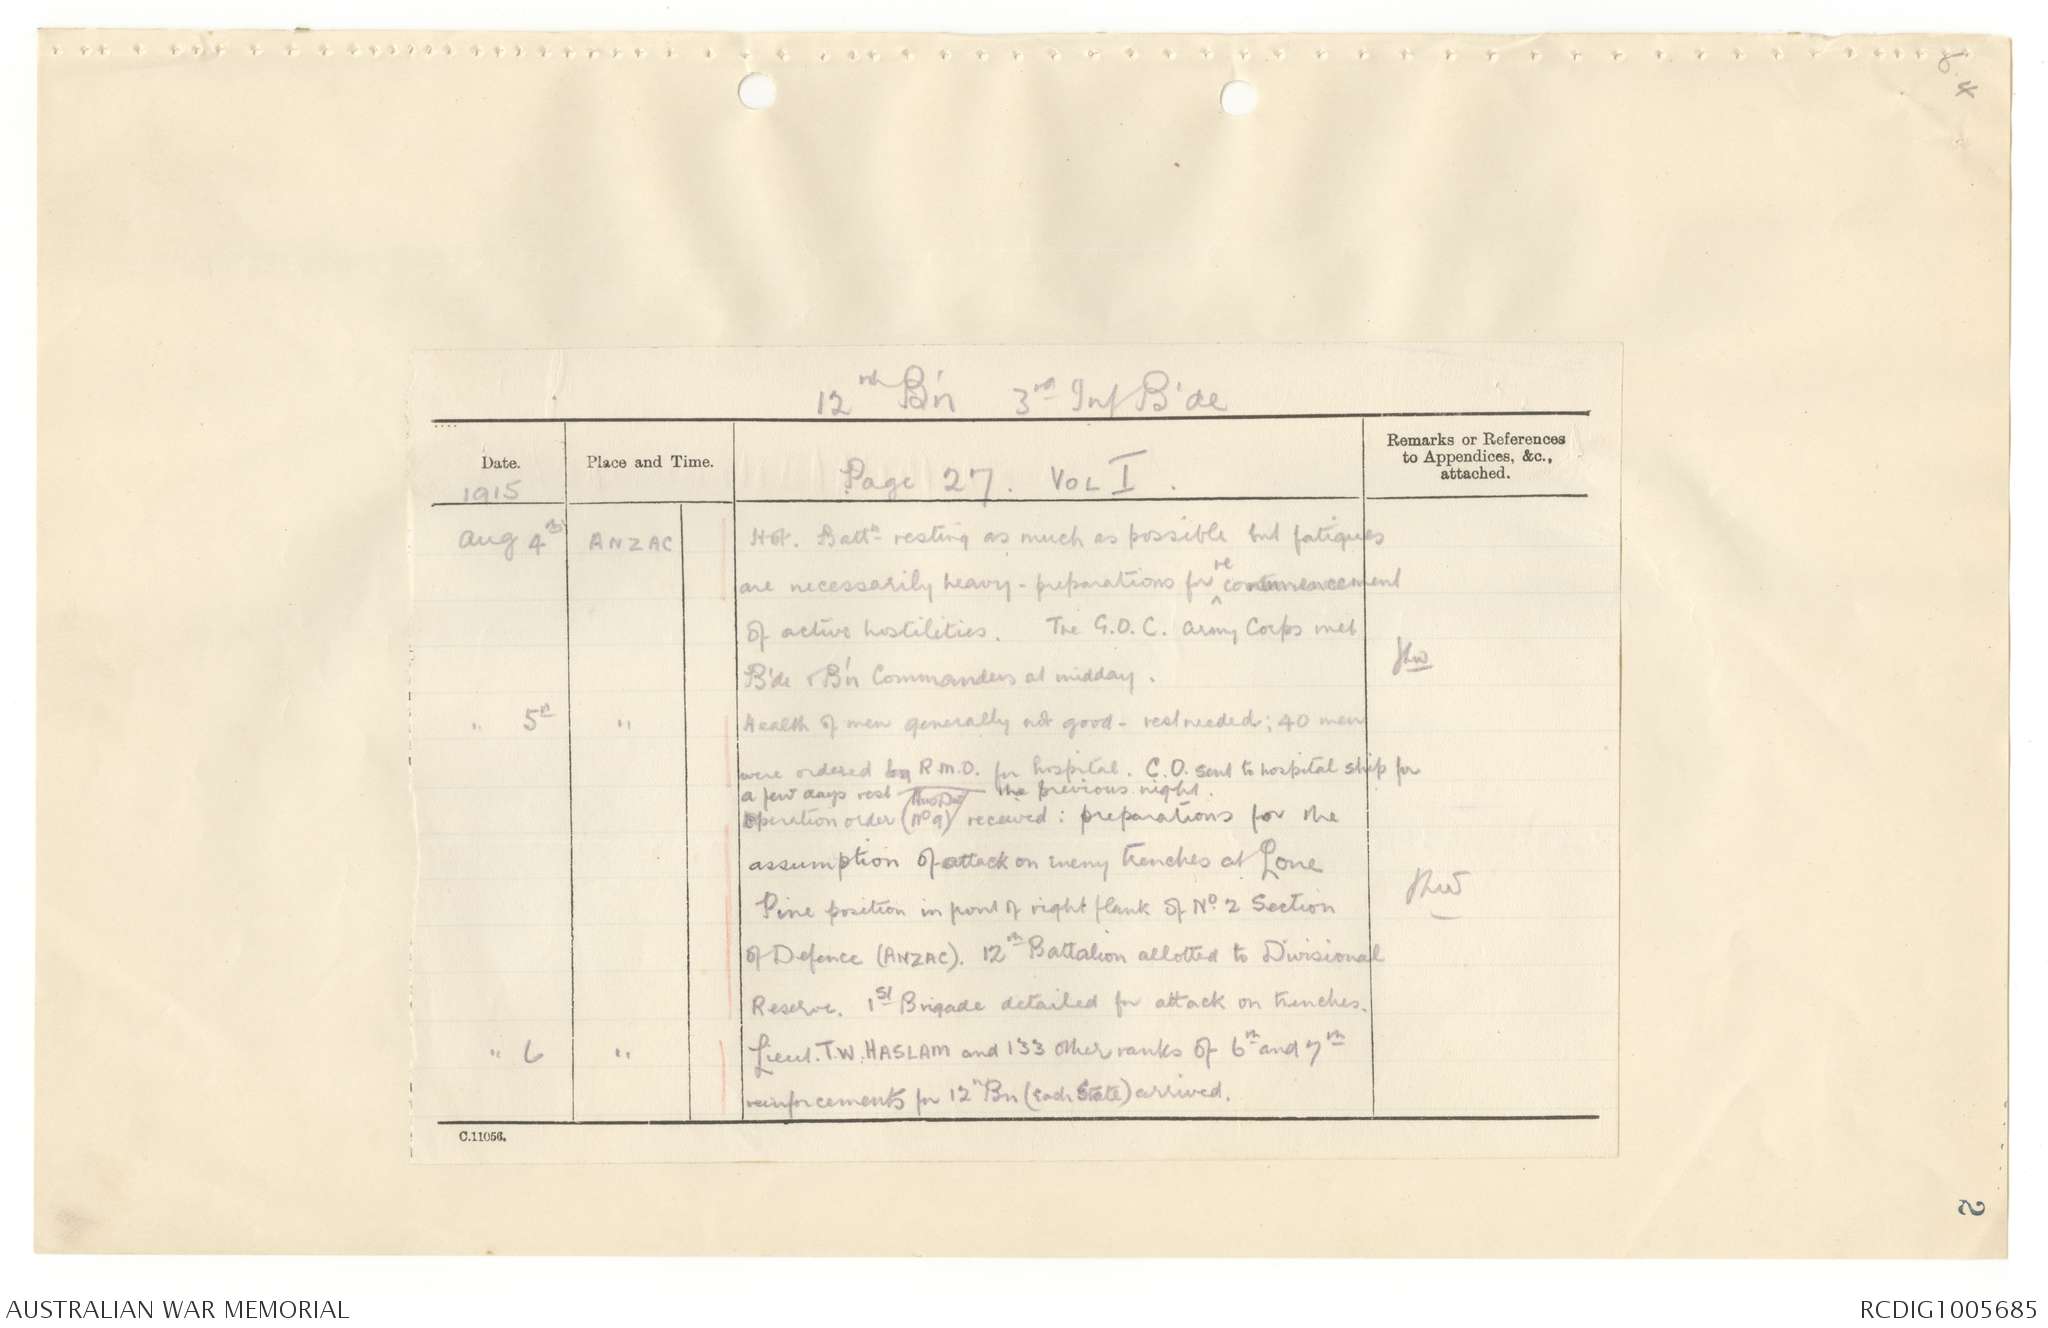 12th B'n 3rd Inf B'de
Date.
1915
Place and Time.
Page 27. VOL I.
Remarks or References
to Appendices, &c.,
attached.
Aug 4th ANZAC Hot. Battn resting as much as possible but fatigues
are necessarily heavy - preparations for recommencement
of active hostilities. The G.O.C. Army Corps met
B'de & B'n Commanders at midday.
" 5th " Health of men generally not good - rest needed; 40 men
were ordered by R.M.O. for hospital. C.O. sent to hospital ship for
a few days rest the previous night.
Operation order (No 9) received: preparations for the
assumption of attack on enemy trenches at Lone
Pine position in front of right flank of No. 2 Section
of Defence (ANZAC). 12th Battalion allotted to Divisional
Reserve. 1st Brigade detailed for attack on trenches.
" 6 " Lieut. T.W. HASLAM and 133 other ranks of 6th and 7th
reinforcements for 12th Bn (Each State) arrived.
C.11056.
2
AUSTRALIAN WAR MEMORIAL
RCDIG1005685